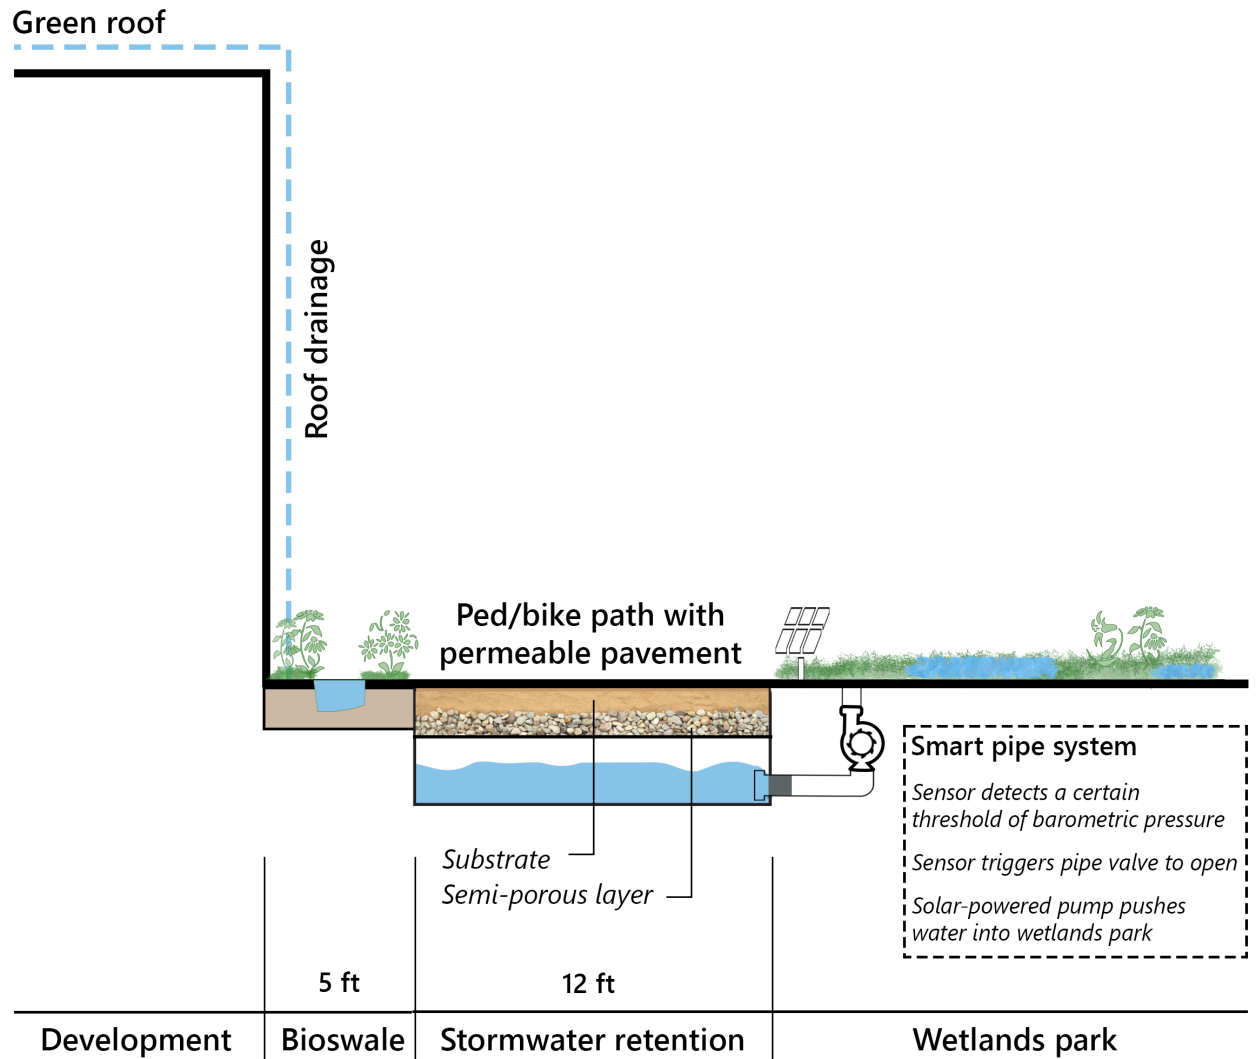 Green roof
Roof drainage
Ped/bike path with
permeable pavement
Smart pipe system
Sensor detects a certain
threshold of barometric pressure
Sensor triggers pipe valve to open
Solar-powered pump pushes
water into wetlands park
Substrate
Semi-porous layer
5 ft
12 ft
Development
Bioswale
Stormwater retention
Wetlands park